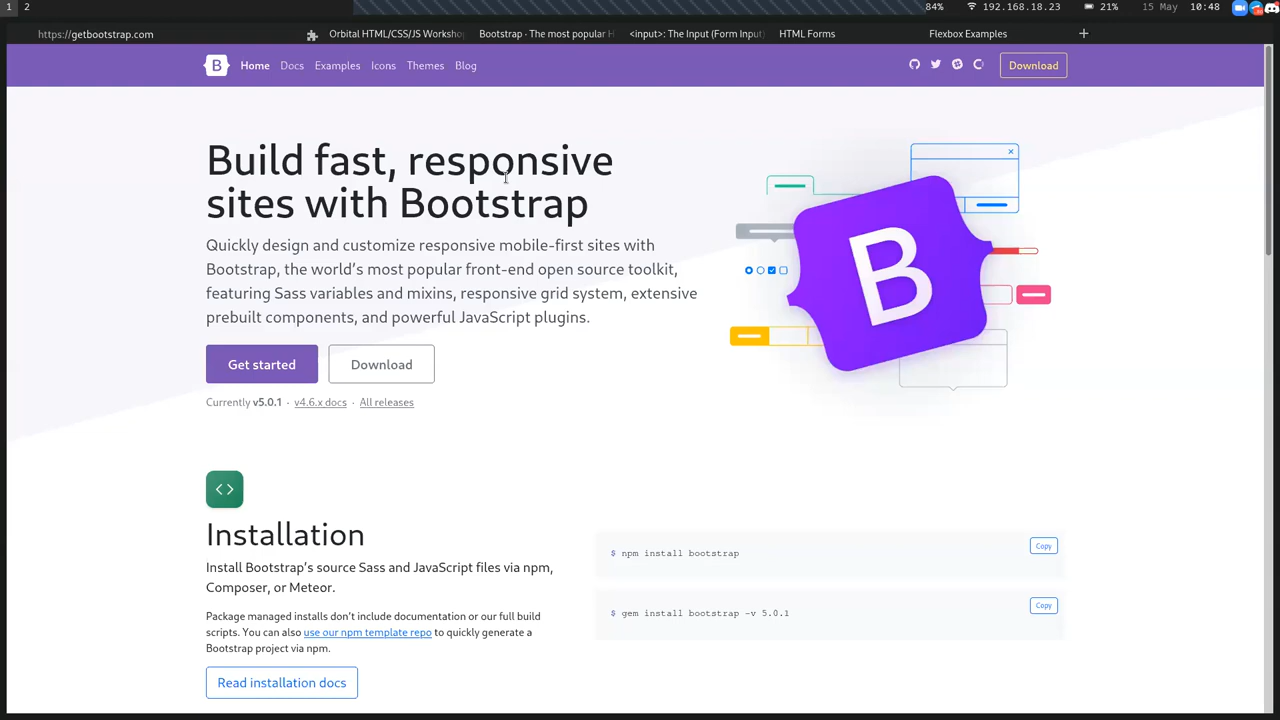 1 2 84% 192.168.18.23 21% 15 May 10:48
https://getbootstrap.com Orbital HTML/CSS/JS Worksho Bootstrap · The most popular H <input>: The Input (Form Input) HTML Forms Flexbox Examples +
B Home Docs Examples Icons Themes Blog Download
Build fast, responsive
sites with Bootstrap
Quickly design and customize responsive mobile-first sites with
Bootstrap, the world’s most popular front-end open source toolkit,
featuring Sass variables and mixins, responsive grid system, extensive
prebuilt components, and powerful JavaScript plugins.
B
Get started Download
Currently v5.0.1 · v4.6.x docs · All releases
Installation
Install Bootstrap’s source Sass and JavaScript files via npm,
Composer, or Meteor.
Package managed installs don’t include documentation or our full build
scripts. You can also use our npm template repo to quickly generate a
Bootstrap project via npm.
Read installation docs
$ npm install bootstrap Copy
$ gem install bootstrap -v 5.0.1 Copy